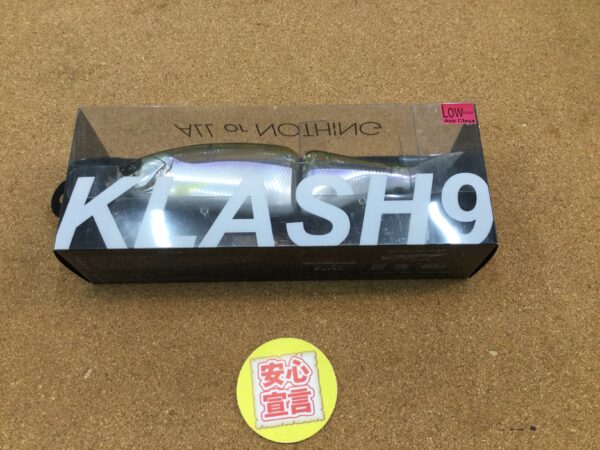 LOW
ALL or NOTHING
KLASH9
安心
宣言